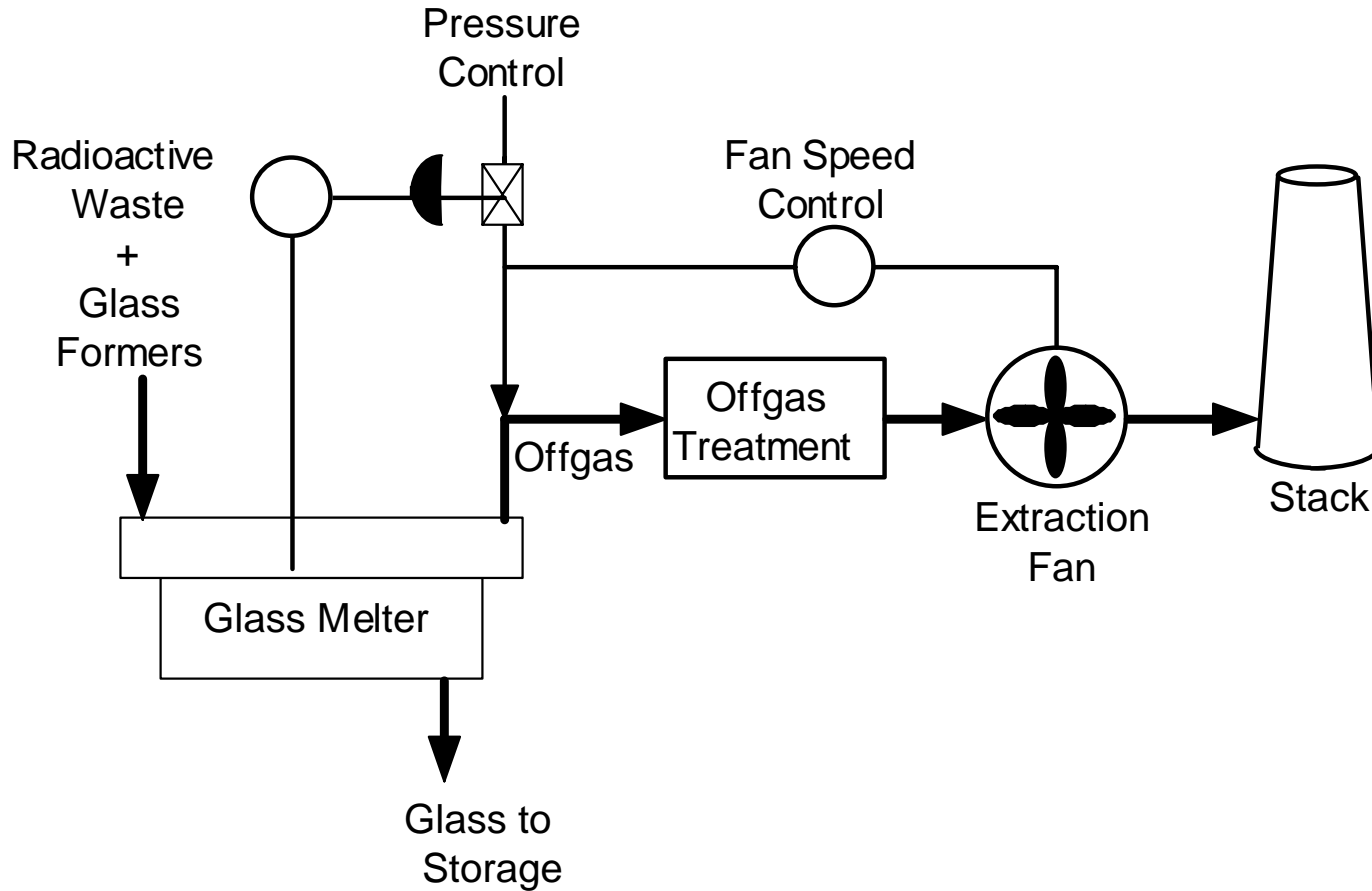 Pressure
Control
Radioactive
Waste
+
Glass
Formers
Fan Speed
Control
Offgas
Offgas
Treatment
Extraction
Fan
Stack
Glass Melter
Glass to
Storage